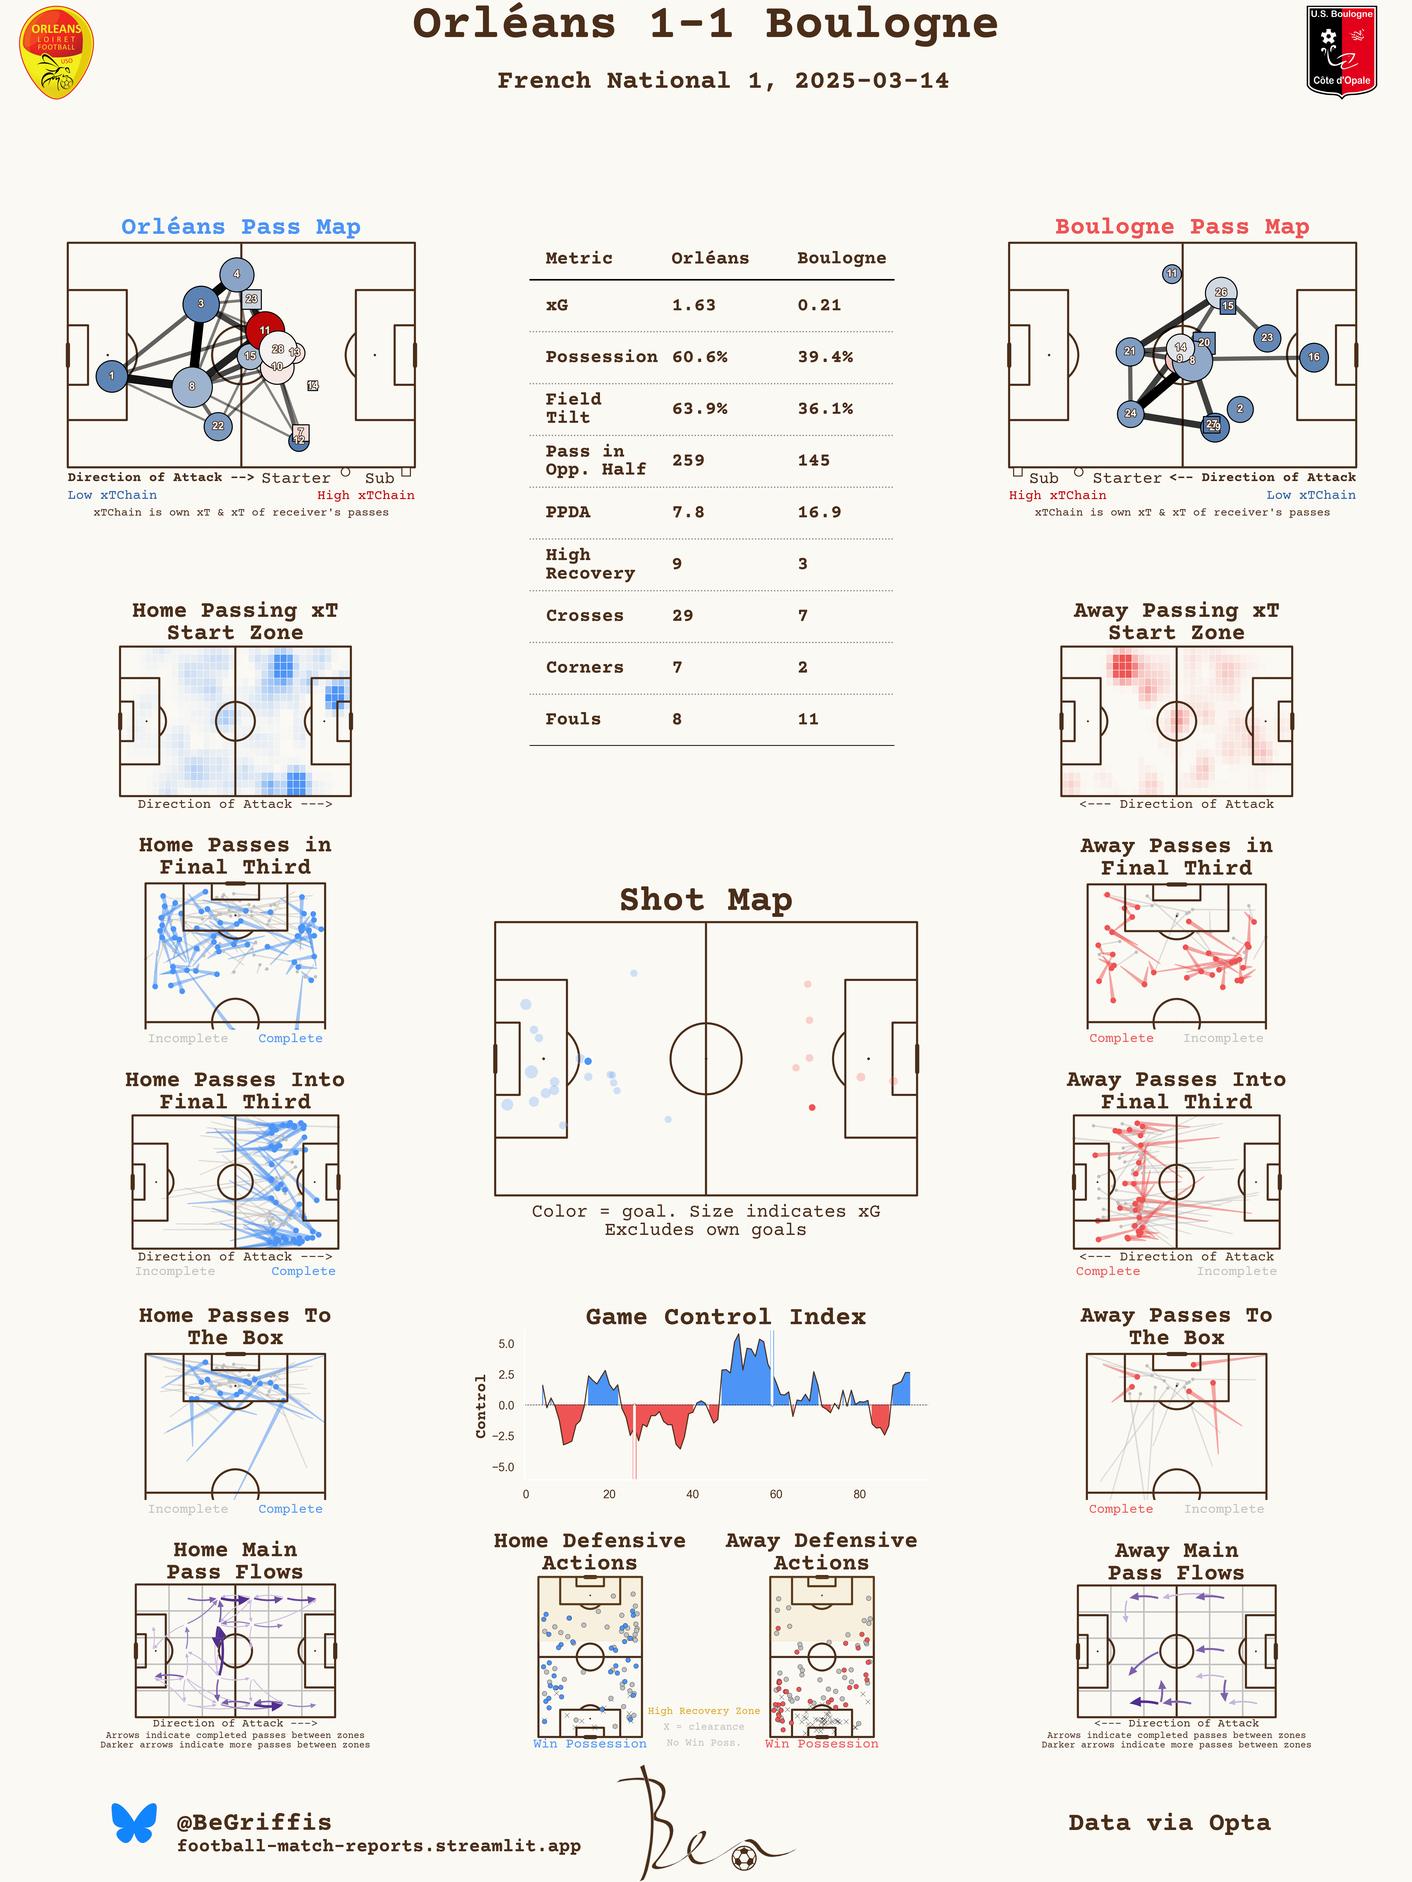 Orléans 1-1 Boulogne
French National 1, 2025-03-14
ORLEANS
LOIRET
FOOTBALL
USO
U.S. Boulogne
Côte d'Opale
Orléans Pass Map
4
23
3
11
28
13
15
10
1
8
14
22
7
12
Direction of Attack --> Starter Sub
Low xTChain High xTChain
xTChain is own xT & xT of receiver's passes
Metric Orléans Boulogne
xG 1.63 0.21
Possession 60.6% 39.4%
Field
Tilt 63.9% 36.1%
Pass in
Opp. Half 259 145
PPDA 7.8 16.9
High
Recovery 9 3
Crosses 29 7
Corners 7 2
Fouls 8 11
Boulogne Pass Map
11
26
15
23
20
14
21
9
8
16
24
2
27
29
Sub Starter <-- Direction of Attack
High xTChain Low xTChain
xTChain is own xT & xT of receiver's passes
Home Passing xT
Start Zone
Direction of Attack --->
Away Passing xT
Start Zone
<--- Direction of Attack
Home Passes in
Final Third
Incomplete Complete
Away Passes in
Final Third
Complete Incomplete
Shot Map
Color = goal. Size indicates xG
Excludes own goals
Home Passes Into
Final Third
Direction of Attack --->
Incomplete Complete
Away Passes Into
Final Third
<--- Direction of Attack
Complete Incomplete
Home Passes To
The Box
Incomplete Complete
Game Control Index
Control
5.0
2.5
0.0
−2.5
−5.0
0 20 40 60 80
Away Passes To
The Box
Complete Incomplete
Home Main
Pass Flows
Direction of Attack --->
Arrows indicate completed passes between zones
Darker arrows indicate more passes between zones
Home Defensive
Actions
Win Possession
High Recovery Zone
X = clearance
No Win Poss.
Away Defensive
Actions
Win Possession
Away Main
Pass Flows
<--- Direction of Attack
Arrows indicate completed passes between zones
Darker arrows indicate more passes between zones
@BeGriffis
football-match-reports.streamlit.app
Ben
Data via Opta